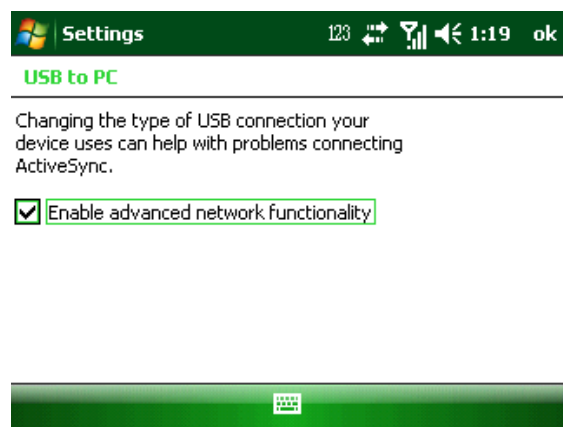 Settings 123 1:19 ok
USB to PC
Changing the type of USB connection your
device uses can help with problems connecting
ActiveSync.
Enable advanced network functionality